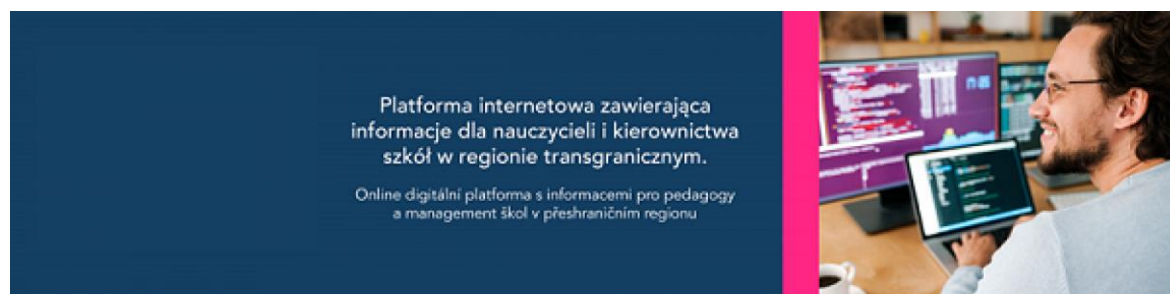 Platforma internetowa zawierająca
informacje dla nauczycieli i kierownictwa
szkół w regionie transgranicznym.
Online digitální platforma s informacemi pro pedagogy
a management škol v přeshraničním regionu